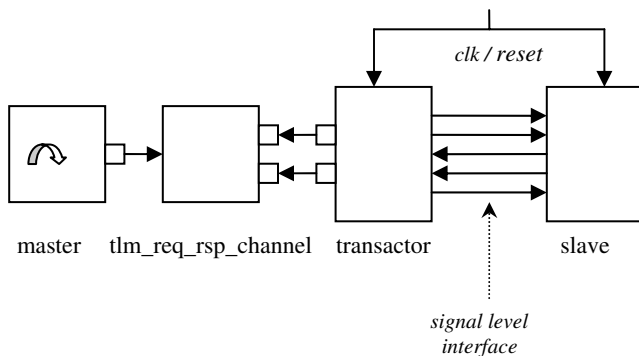 clk / reset
master
tlm_req_rsp_channel
transactor
slave
signal level
interface